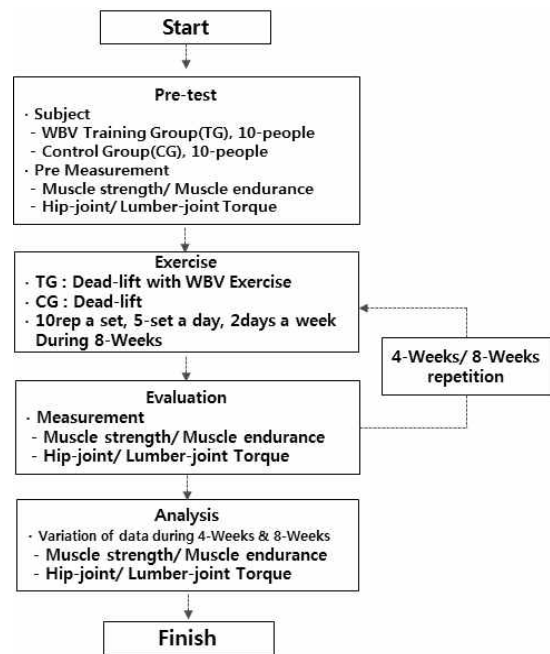 Start
Pre-test
· Subject
- WBV Training Group(TG), 10-people
- Control Group(CG), 10-people
· Pre Measurement
- Muscle strength/ Muscle endurance
- Hip-joint/ Lumber-joint Torque
Exercise
· TG : Dead-lift with WBV Exercise
· CG : Dead-lift
· 10rep a set, 5-set a day, 2days a week
During 8-Weeks
4-Weeks/ 8-Weeks
repetition
Evaluation
· Measurement
- Muscle strength/ Muscle endurance
- Hip-joint/ Lumber-joint Torque
Analysis
· Variation of data during 4-Weeks & 8-Weeks
- Muscle strength/ Muscle endurance
- Hip-joint/ Lumber-joint Torque
Finish